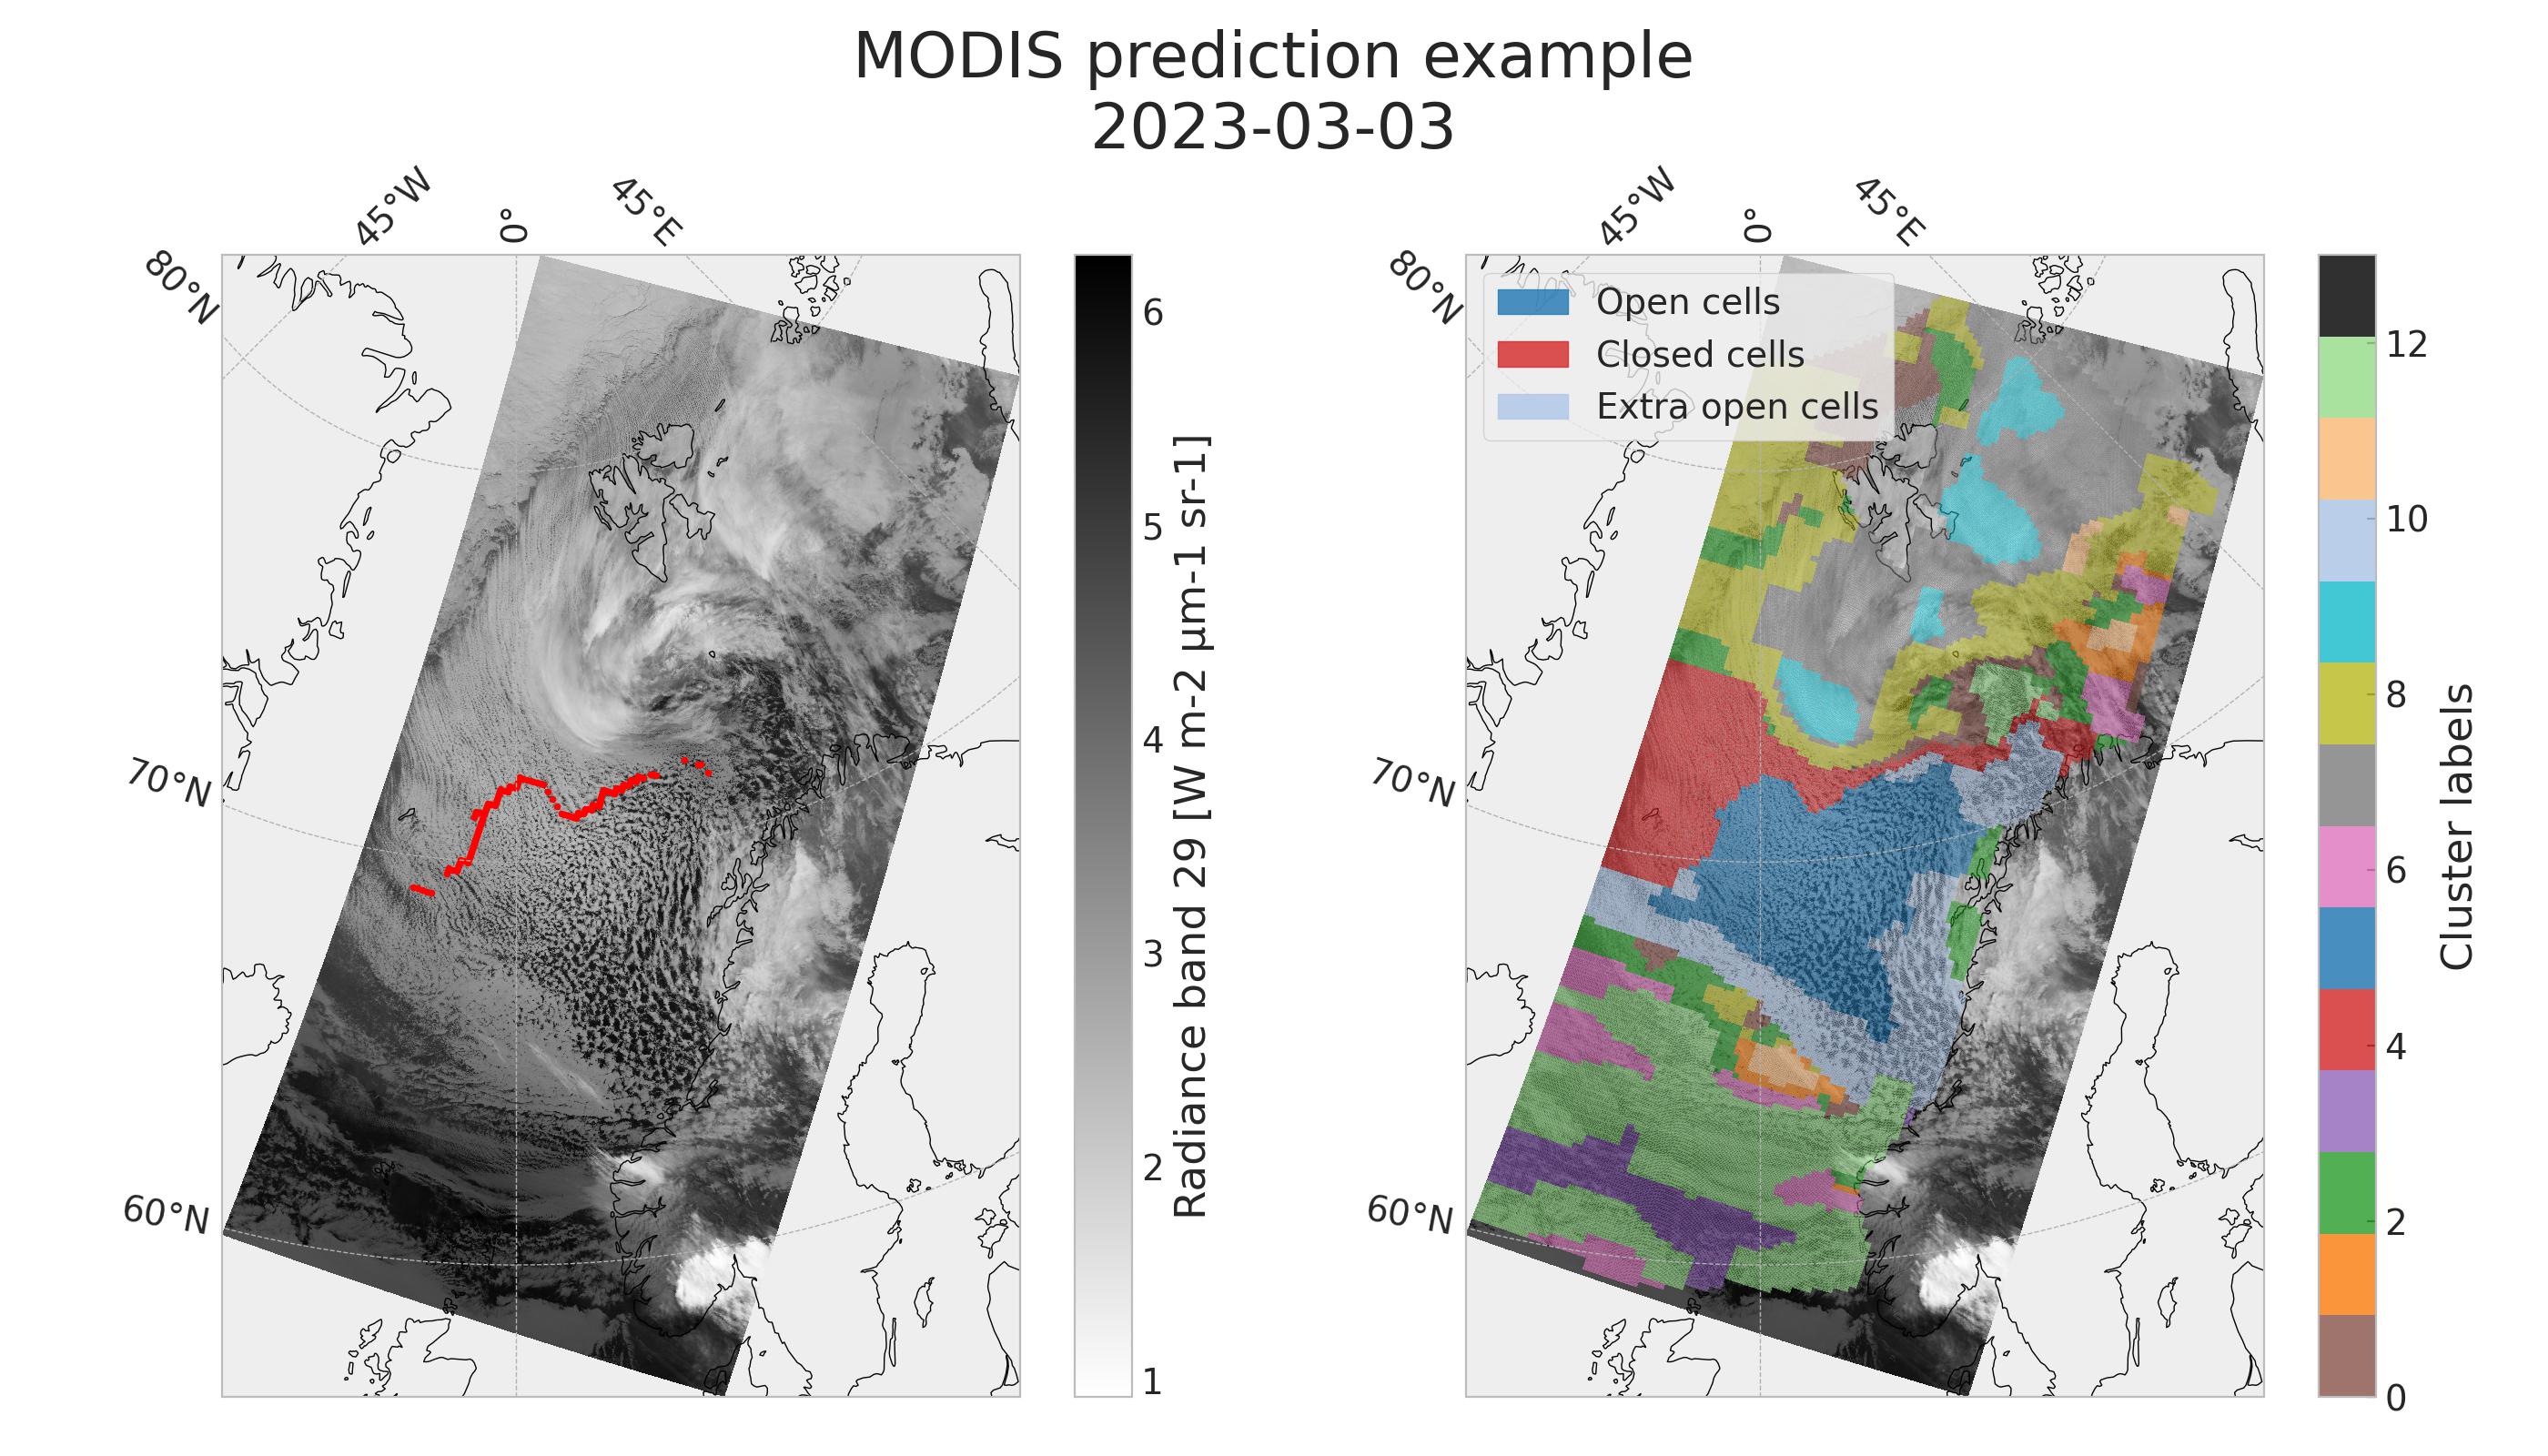 MODIS prediction example
2023-03-03
45°W
0°
45°E
80°N
70°N
60°N
6
5
4
3
2
1
Radiance band 29 [W m-2 µm-1 sr-1]
45°W
0°
45°E
80°N
70°N
60°N
Open cells
Closed cells
Extra open cells
12
10
8
6
4
2
0
Cluster labels